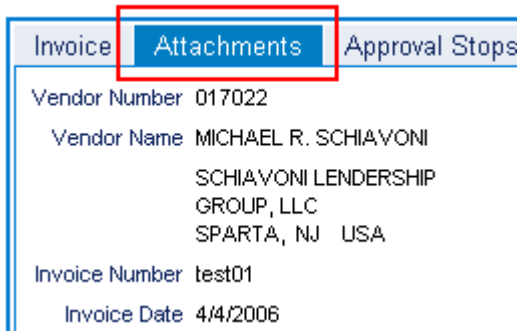 Invoice Attachments Approval Stops
Vendor Number 017022
Vendor Name MICHAEL R. SCHIAVONI
SCHIAVONI LENDERSHIP
GROUP, LLC
SPARTA, NJ USA
Invoice Number test01
Invoice Date 4/4/2006